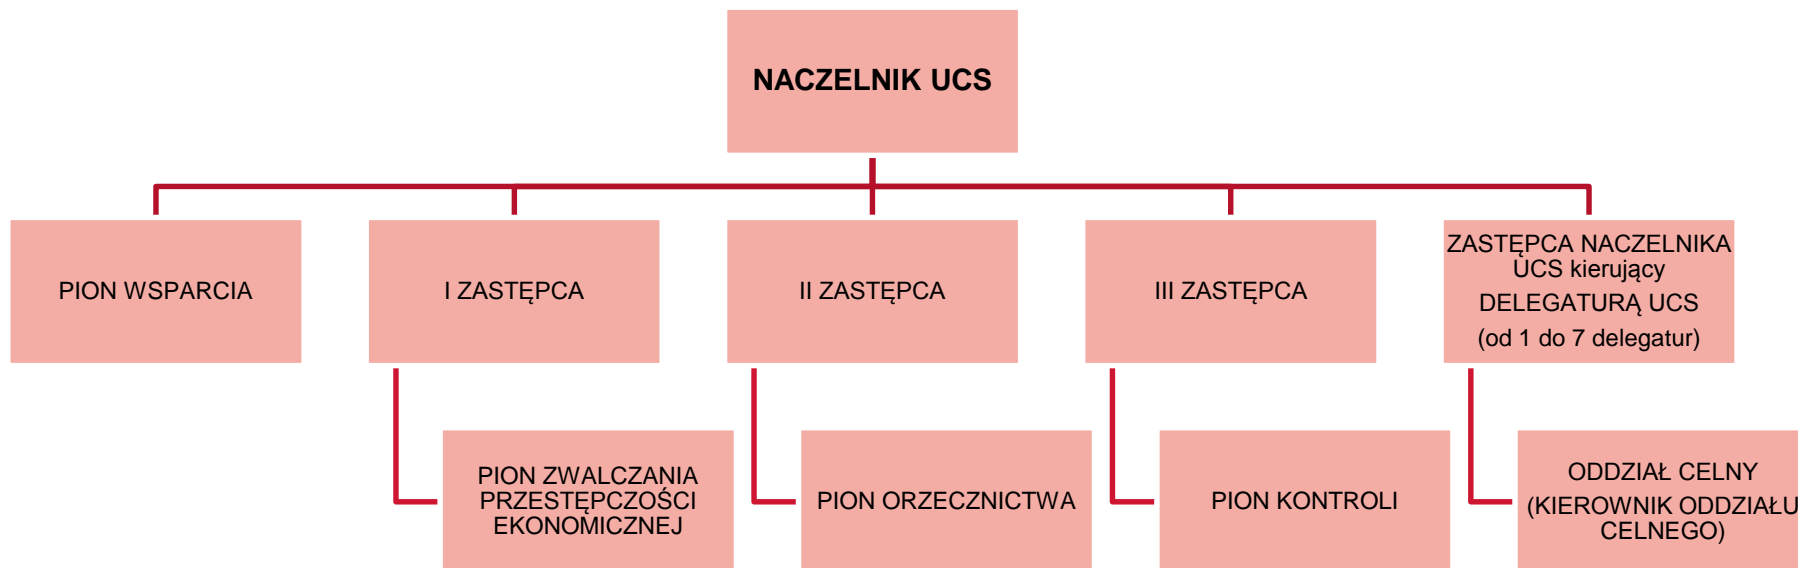 NACZELNIK UCS
PION WSPARCIA
I ZASTĘPCA
II ZASTĘPCA
III ZASTĘPCA
ZASTĘPCA NACZELNIKA
UCS kierujący
DELEGATURĄ UCS
(od 1 do 7 delegatur)
PION ZWALCZANIA
PRZESTĘPCZOŚCI
EKONOMICZNEJ
PION ORZECNICTWA
PION KONTROLI
ODDZIAŁ CELNY
(KIEROWNIK ODDZIAŁU
CELNEGO)